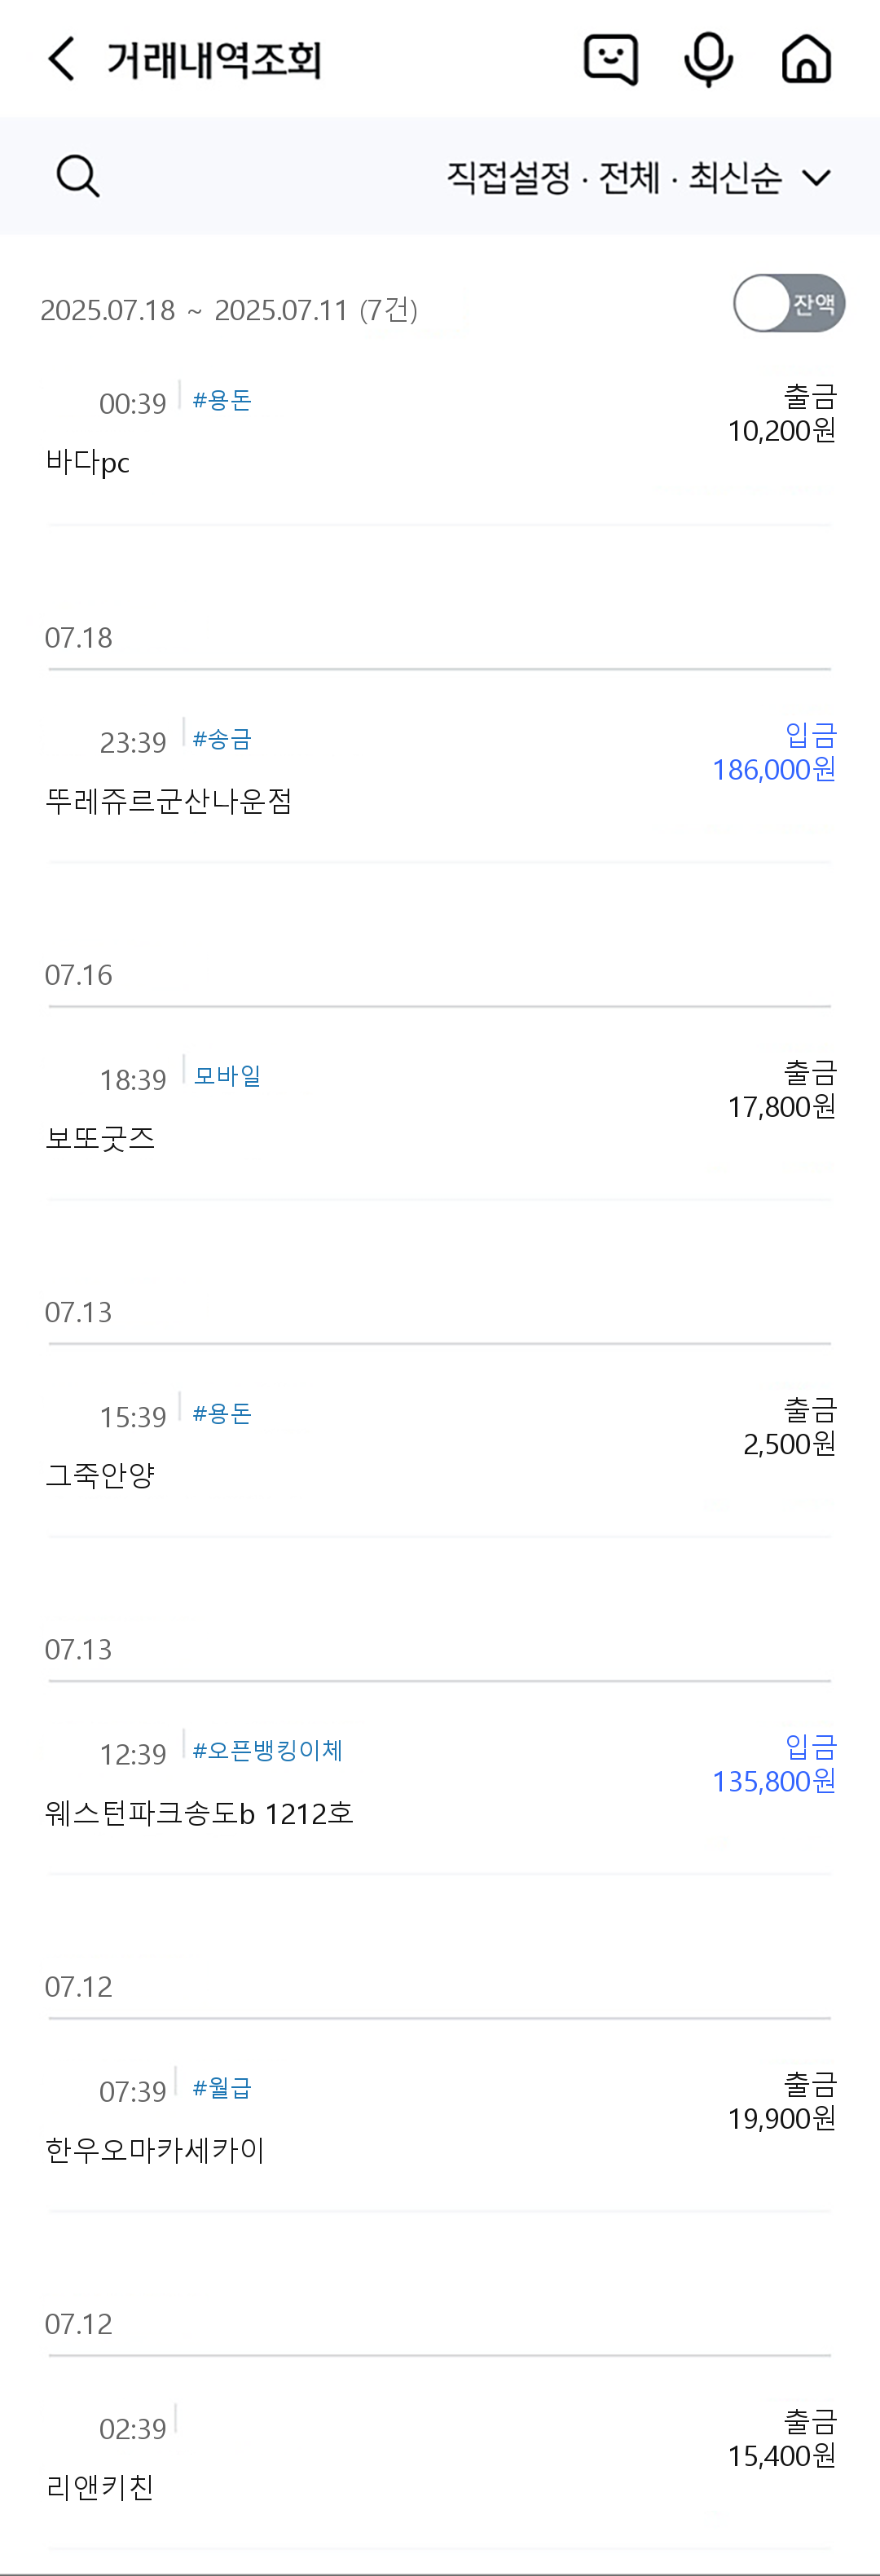 거래내역조회
직접설정 · 전체 · 최신순
2025.07.18 ~ 2025.07.11 (7건) 잔액
00:39 #용돈 출금
10,200원
바다pc
07.18
23:39 #송금 입금
186,000원
뚜레쥬르군산나운점
07.16
18:39 모바일 출금
17,800원
보또굿즈
07.13
15:39 #용돈 출금
2,500원
그죽안양
07.13
12:39 #오픈뱅킹이체 입금
135,800원
웨스턴파크송도b 1212호
07.12
07:39 #월급 출금
19,900원
한우오마카세카이
07.12
02:39 출금
15,400원
리앤키친